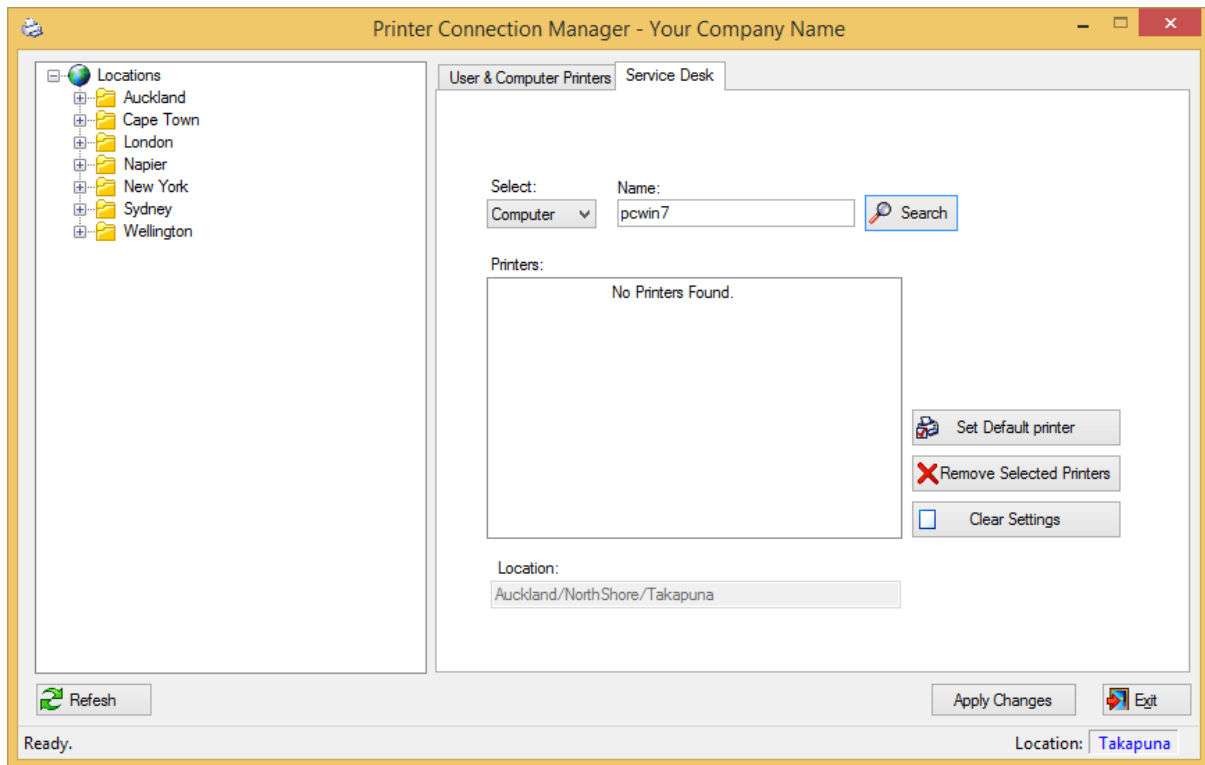 Printer Connection Manager - Your Company Name
Locations
Auckland
Cape Town
London
Napier
New York
Sydney
Wellington
User & Computer Printers
Service Desk
Select:
Name:
Computer
pcwin7
Search
Printers:
No Printers Found.
Set Default printer
Remove Selected Printers
Clear Settings
Location:
Auckland/NorthShore/Takapuna
Refesh
Apply Changes
Exit
Ready.
Location: Takapuna